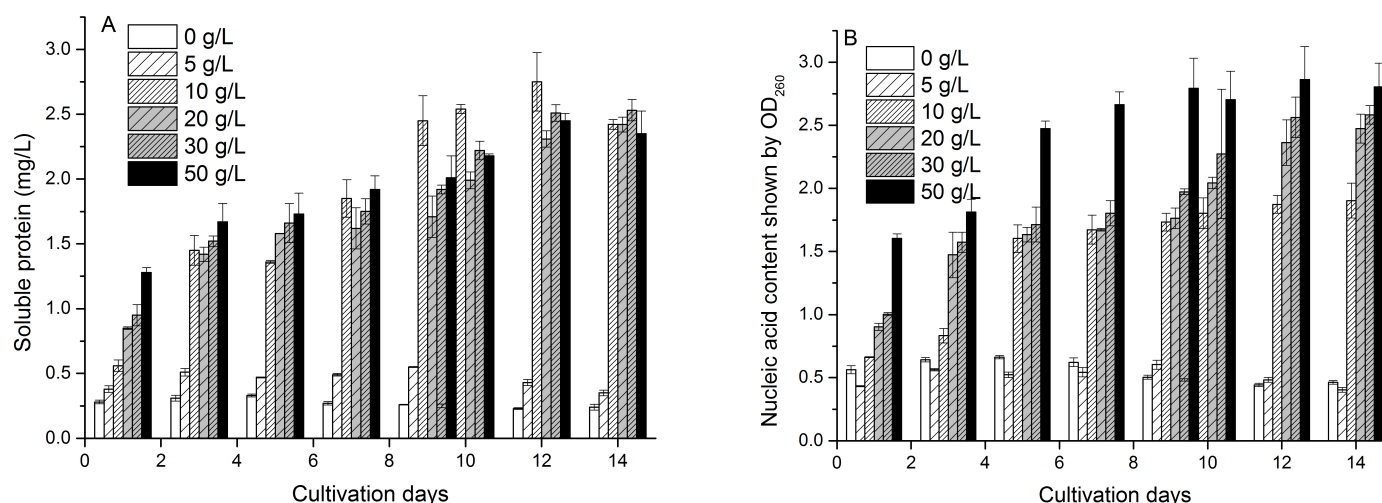 A
0 g/L
5 g/L
10 g/L
20 g/L
30 g/L
50 g/L
Soluble protein (mg/L)
3.0
2.5
2.0
1.5
1.0
0.5
0.0
0 2 4 6 8 10 12 14
Cultivation days
B
0 g/L
5 g/L
10 g/L
20 g/L
30 g/L
50 g/L
Nucleic acid content shown by OD260
3.0
2.5
2.0
1.5
1.0
0.5
0.0
0 2 4 6 8 10 12 14
Cultivation days